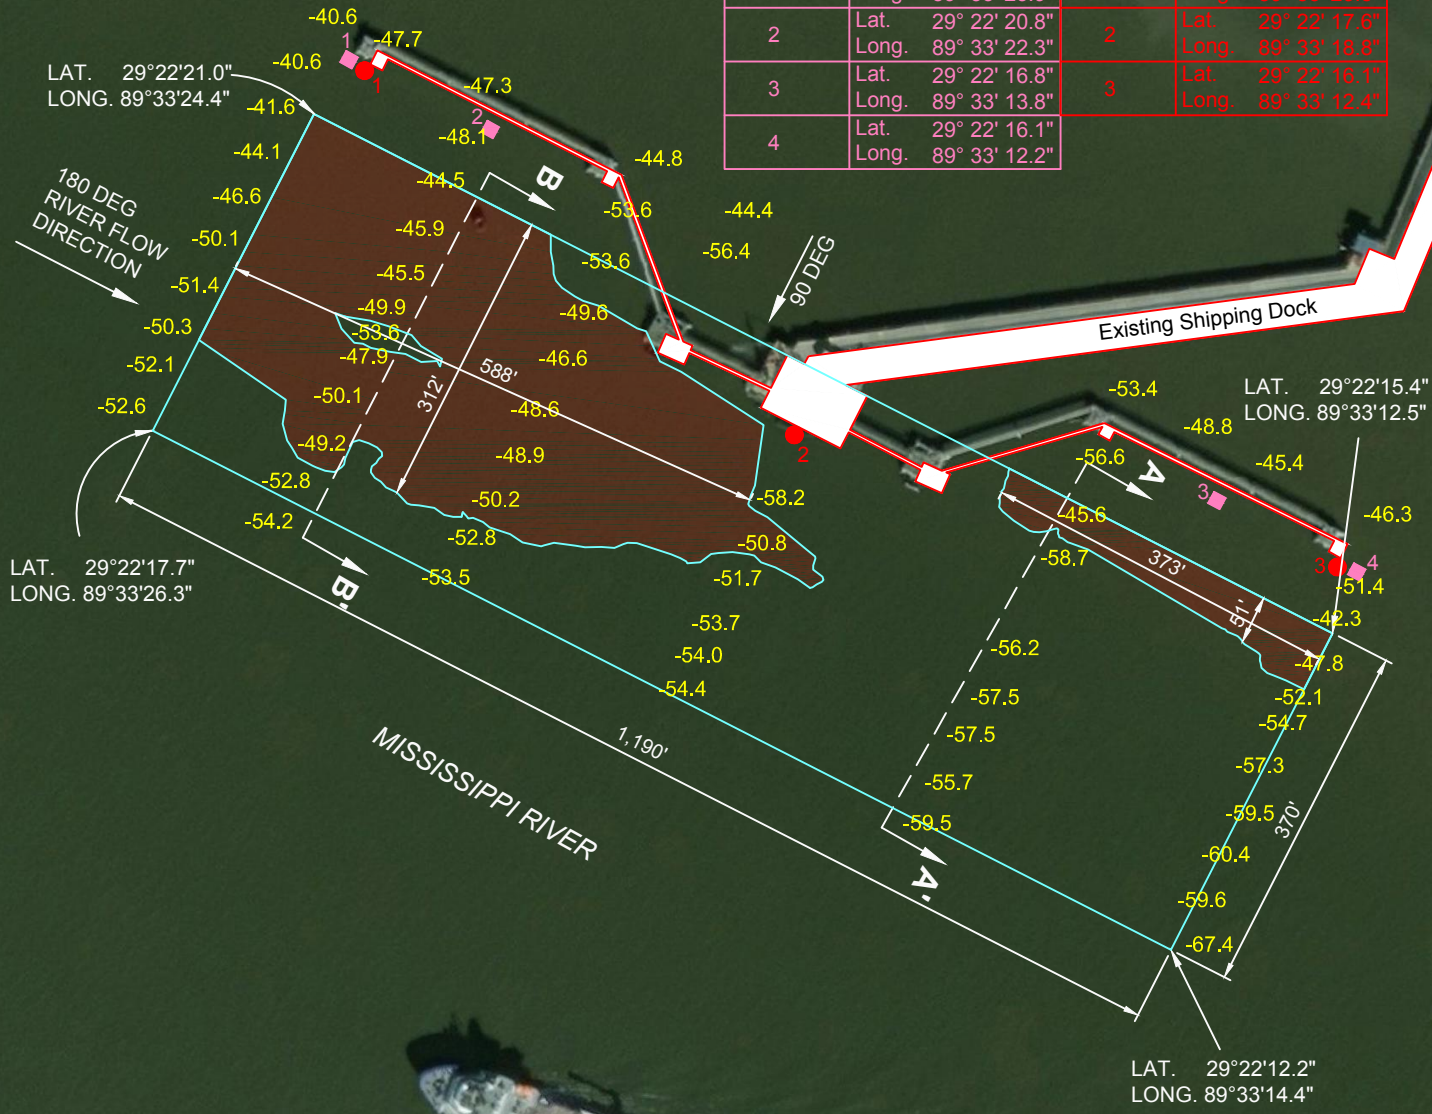 2
Lat. 29° 22' 20.8"
Long. 89° 33' 22.3"
3
Lat. 29° 22' 16.8"
Long. 89° 33' 13.8"
4
Lat. 29° 22' 16.1"
Long. 89° 33' 12.2"
2
Lat. 29° 22' 17.6"
Long. 89° 33' 18.8"
3
Lat. 29° 22' 16.1"
Long. 89° 33' 12.4"
-40.6
1
-47.7
-40.6
1
LAT. 29°22'21.0"
LONG. 89°33'24.4"
-41.6
-47.3
2
-48.1
-44.1
-44.8
-44.5
B
180 DEG
RIVER FLOW
DIRECTION
-46.6
-53.6
-44.4
-45.9
-50.1
-56.4
90 DEG
-53.6
-45.5
-51.4
-49.9
-49.6
Existing Shipping Dock
-50.3
-53.6
-47.9
-46.6
-52.1
588'
312'
-53.4
LAT. 29°22'15.4"
LONG. 89°33'12.5"
-50.1
-52.6
-48.6
-48.8
-49.2
2
-48.9
-56.6
A
-45.4
-52.8
3
-50.2
-58.2
-45.6
-46.3
-54.2
-52.8
-50.8
-58.7
373'
3
4
LAT. 29°22'17.7"
LONG. 89°33'26.3"
-53.5
B'
-51.7
-51.4
51'
-42.3
-53.7
-56.2
-54.0
-47.8
-54.4
-57.5
-52.1
-54.7
-57.5
1,190'
MISSISSIPPI RIVER
-57.3
-55.7
-59.5
-59.5
370'
-60.4
A'
-59.6
-67.4
LAT. 29°22'12.2"
LONG. 89°33'14.4"